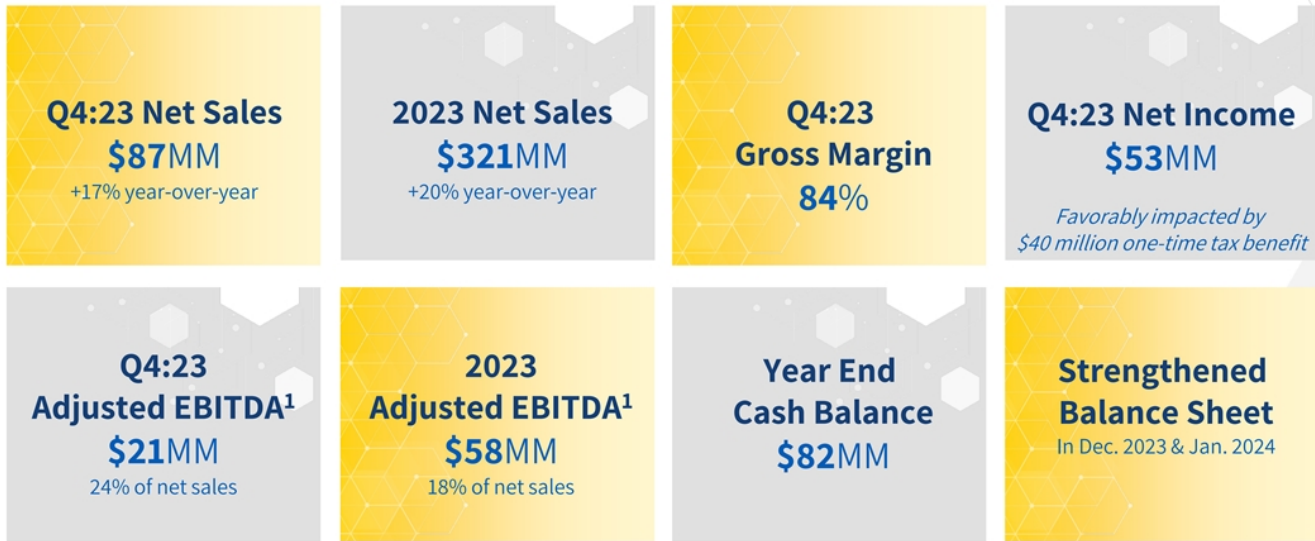 Q4:23 Net Sales
$87MM
+17% year-over-year
2023 Net Sales
$321MM
+20% year-over-year
Q4:23
Gross Margin
84%
Q4:23 Net Income
$53MM
Favorably impacted by
$40 million one-time tax benefit
Q4:23
Adjusted EBITDA¹
$21MM
24% of net sales
2023
Adjusted EBITDA¹
$58MM
18% of net sales
Year End
Cash Balance
$82MM
Strengthened
Balance Sheet
In Dec. 2023 & Jan. 2024